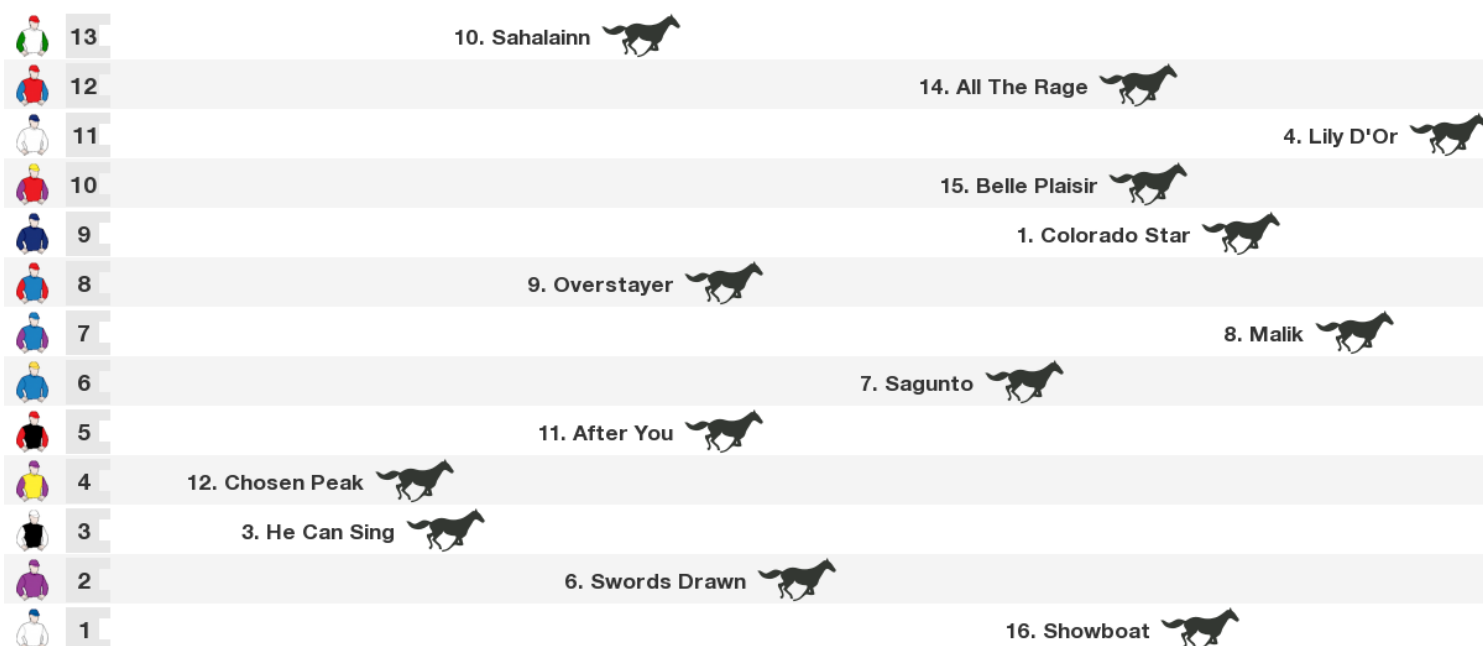 13 10. Sahalainn
12 14. All The Rage
11 4. Lily D'Or
10 15. Belle Plaisir
9 1. Colorado Star
8 9. Overstayer
7 8. Malik
6 7. Sagunto
5 11. After You
4 12. Chosen Peak
3 3. He Can Sing
2 6. Swords Drawn
1 16. Showboat